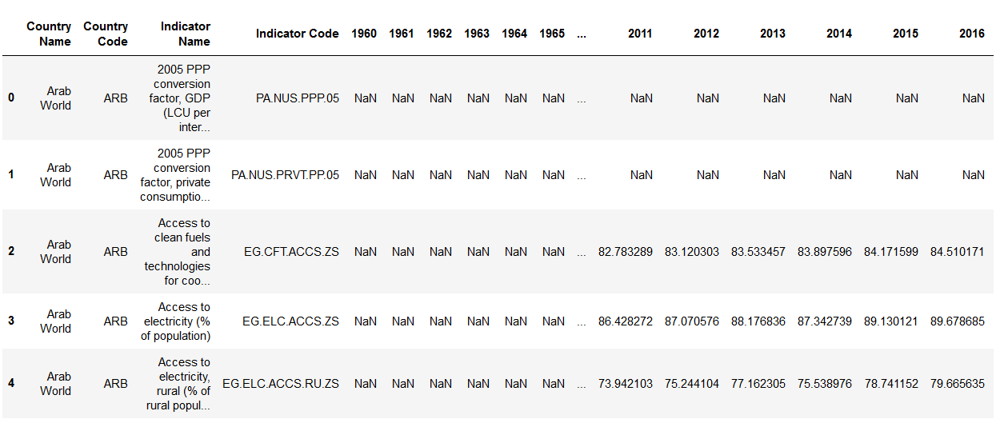 Country Name Country Code Indicator Name Indicator Code 1960 1961 1962 1963 1964 1965 ... 2011 2012 2013 2014 2015 2016
0 Arab World ARB 2005 PPP conversion factor, GDP (LCU per inter... PA.NUS.PPP.05 NaN NaN NaN NaN NaN NaN ... NaN NaN NaN NaN NaN NaN
1 Arab World ARB 2005 PPP conversion factor, private consumptio... PA.NUS.PRVT.PP.05 NaN NaN NaN NaN NaN NaN ... NaN NaN NaN NaN NaN NaN
2 Arab World ARB Access to clean fuels and technologies for coo... EG.CFT.ACCS.ZS NaN NaN NaN NaN NaN NaN ... 82.783289 83.120303 83.533457 83.897596 84.171599 84.510171
3 Arab World ARB Access to electricity (% of population) EG.ELC.ACCS.ZS NaN NaN NaN NaN NaN NaN ... 86.428272 87.070576 88.176836 87.342739 89.130121 89.678685
4 Arab World ARB Access to electricity, rural (% of rural popul... EG.ELC.ACCS.RU.ZS NaN NaN NaN NaN NaN NaN ... 73.942103 75.244104 77.162305 75.538976 78.741152 79.665635